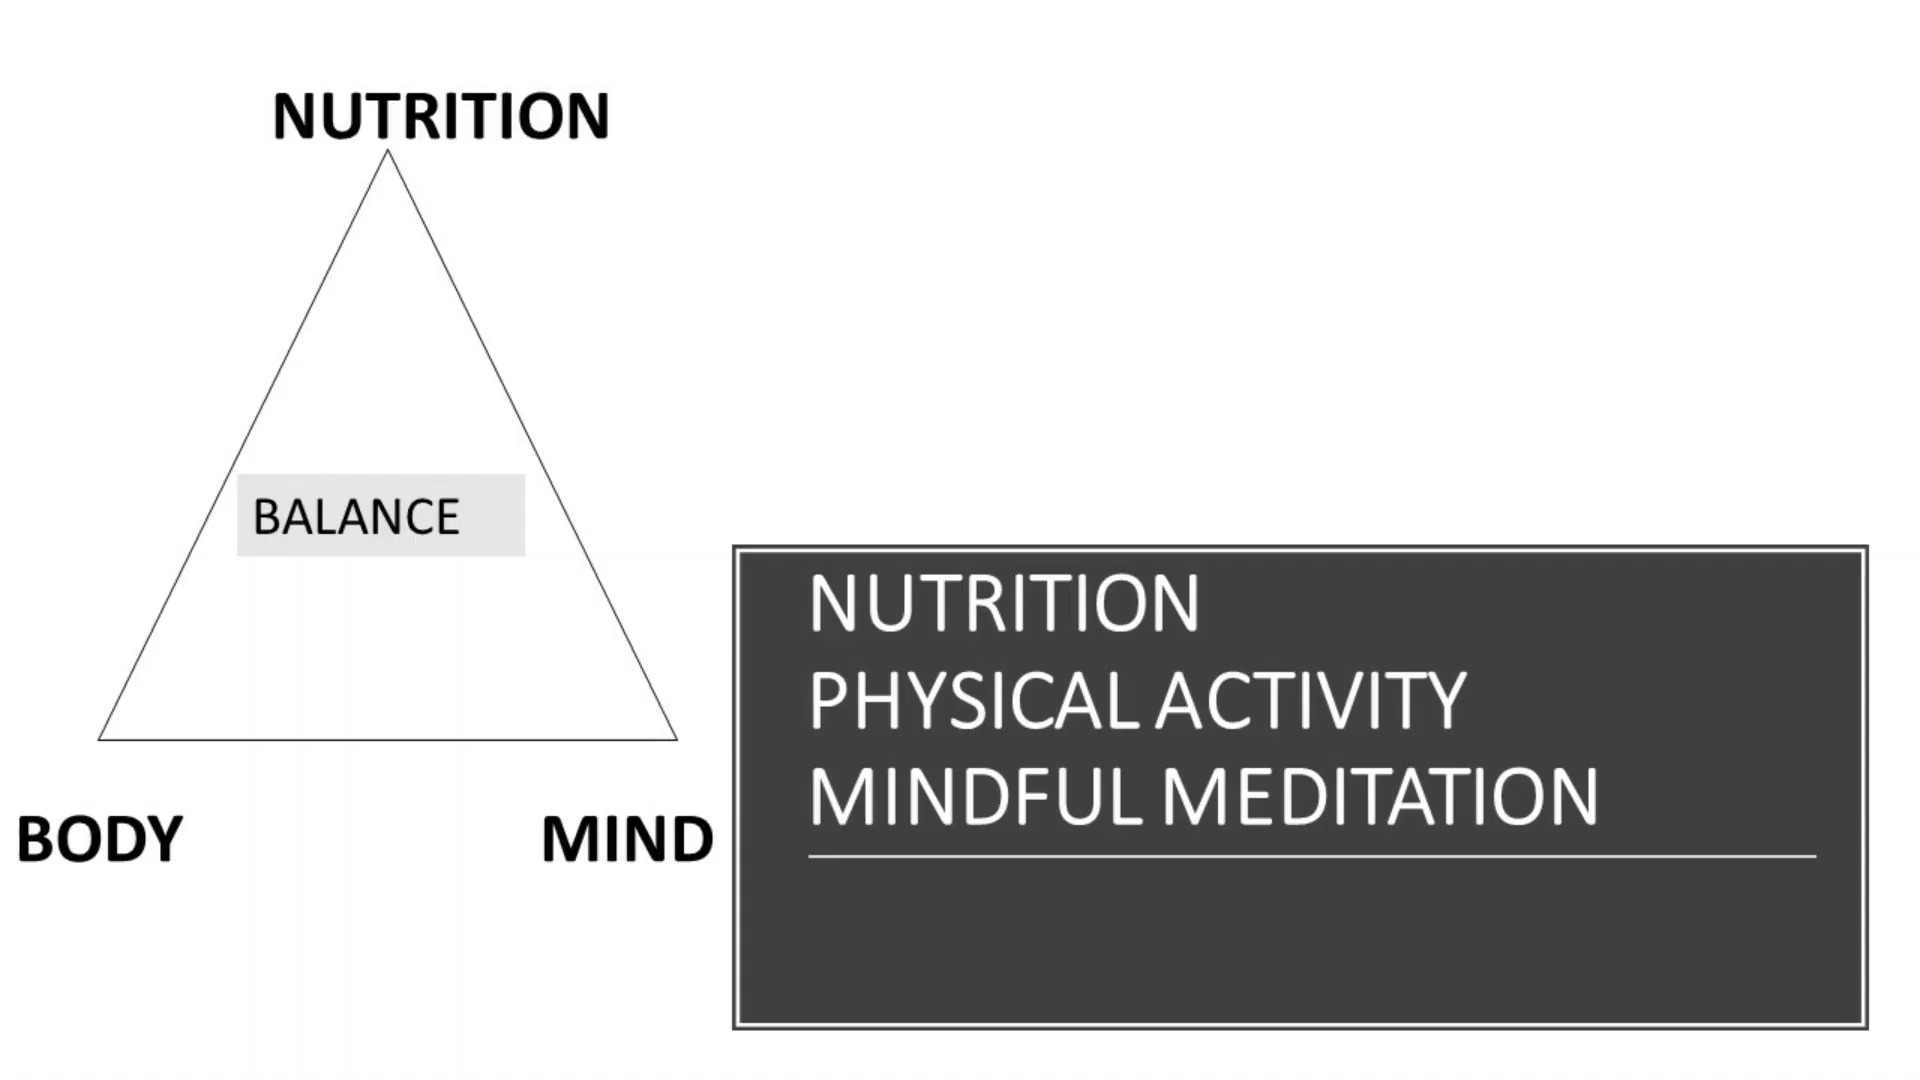 NUTRITION
BALANCE
BODY
MIND
NUTRITION
PHYSICAL ACTIVITY
MINDFUL MEDITATION